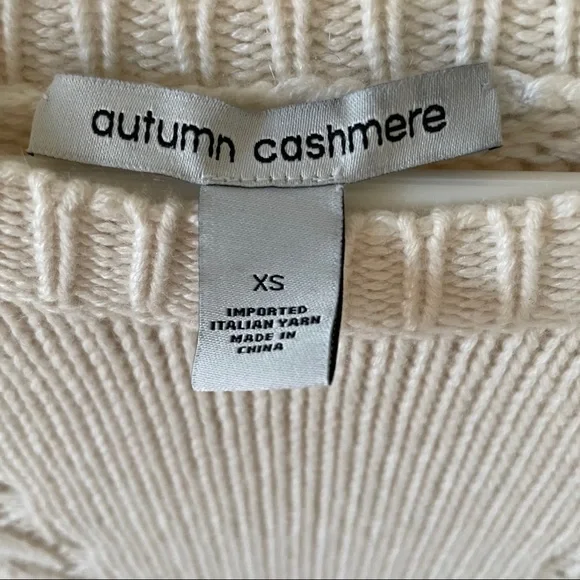 autumn cashmere
XS
IMPORTED
ITALIAN YARN
MADE IN
CHINA